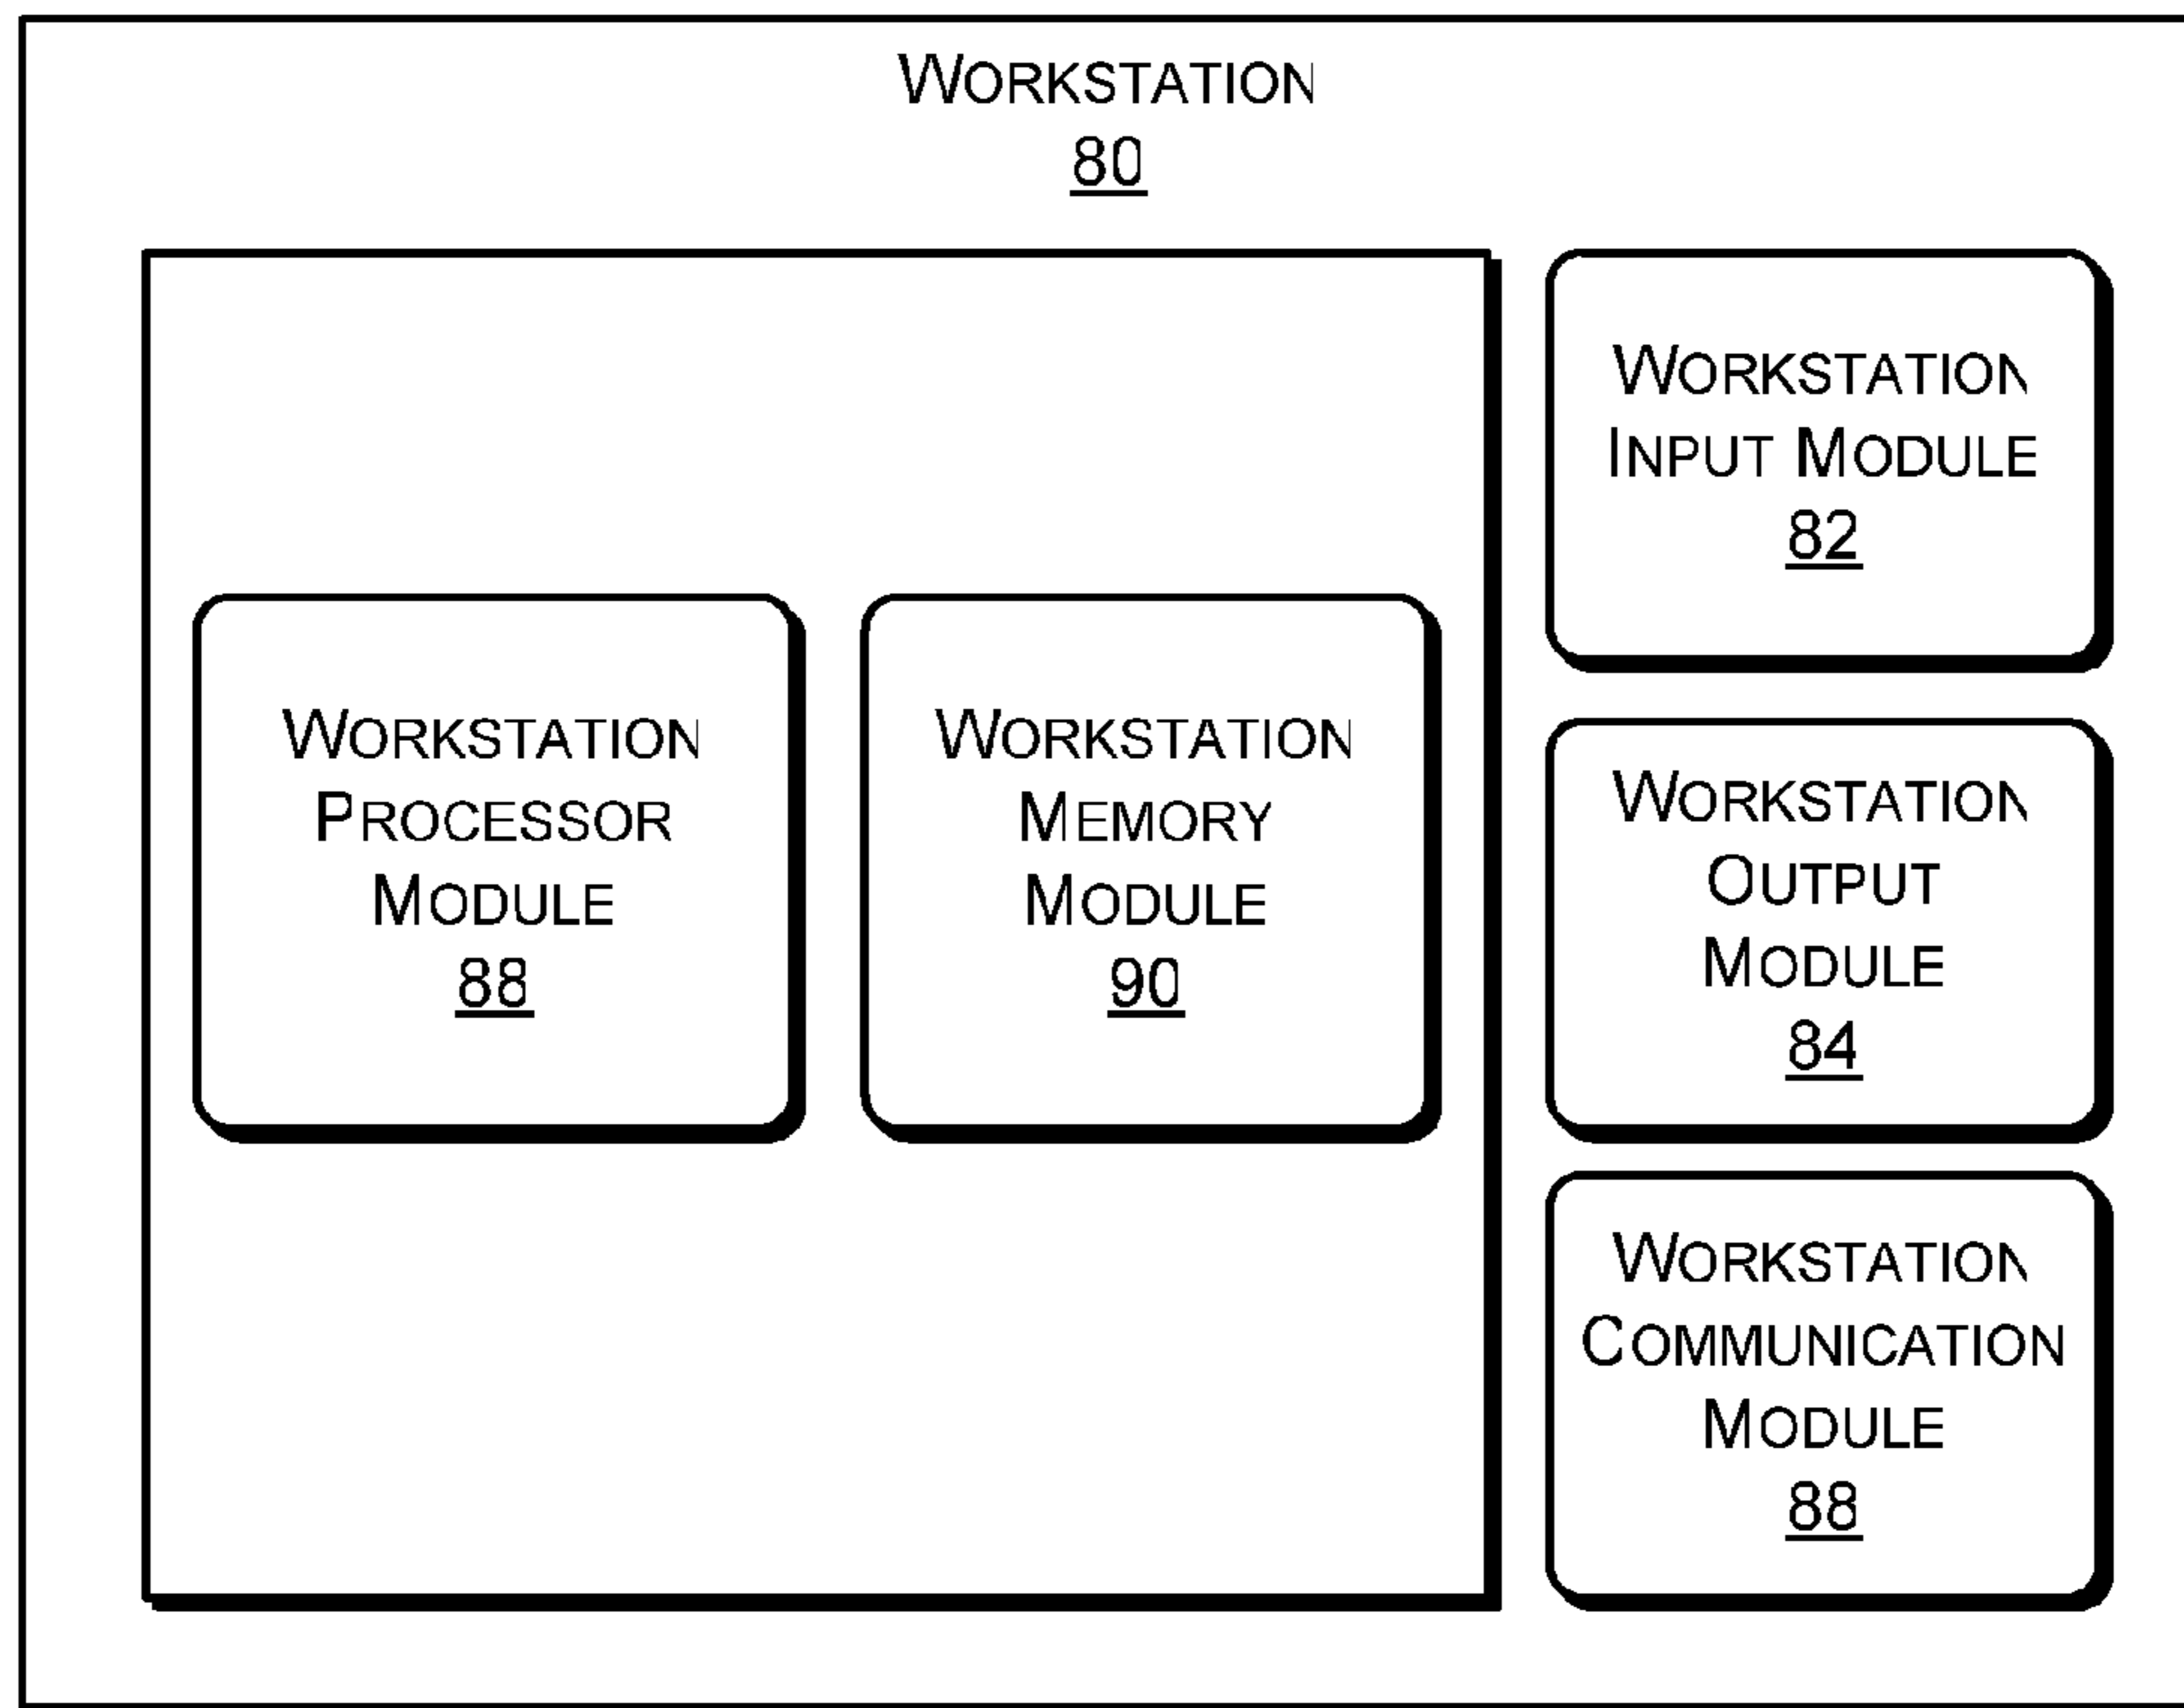 WORKSTATION
80
WORKSTATION
PROCESSOR
MODULE
88
WORKSTATION
MEMORY
MODULE
90
WORKSTATION
INPUT MODULE
82
WORKSTATION
OUTPUT
MODULE
84
WORKSTATION
COMMUNICATION
MODULE
88